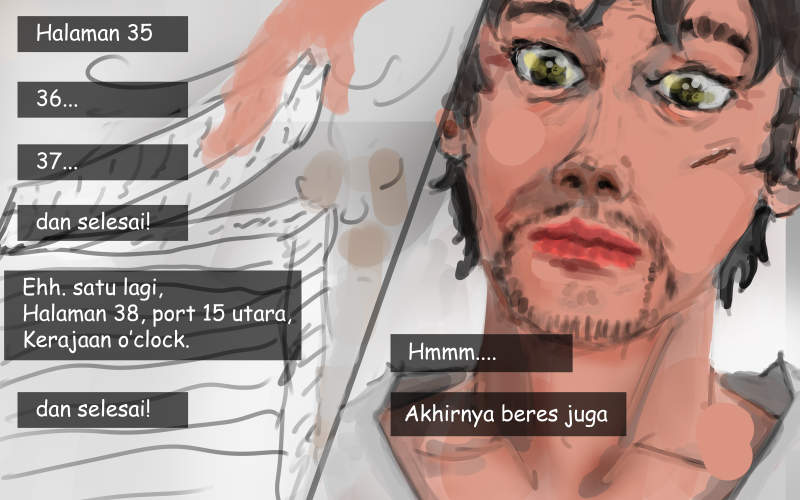 Halaman 35
36...
37...
dan selesai!
Ehh. satu lagi,
Halaman 38, port 15 utara,
Kerajaan o'clock.
dan selesai!
Hmmm....
Akhirnya beres juga